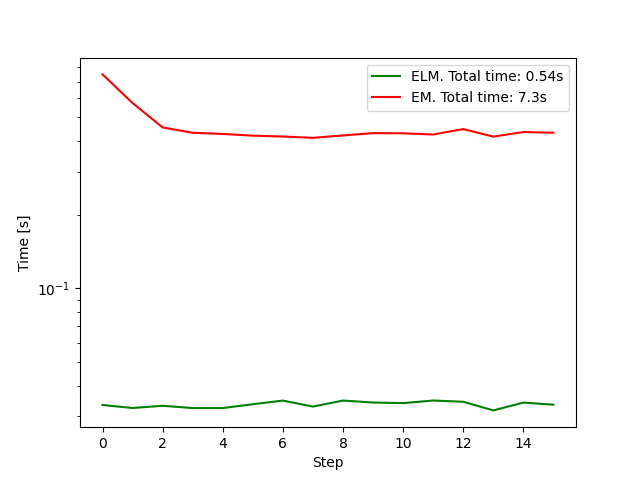 ELM. Total time: 0.54s
EM. Total time: 7.3s
Time [s]
10⁻¹
0 2 4 6 8 10 12 14
Step